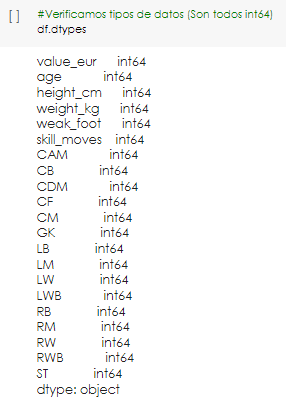 [ ] #Verificamos tipos de datos (Son todos int64)
df.dtypes
value_eur int64
age int64
height_cm int64
weight_kg int64
weak_foot int64
skill_moves int64
CAM int64
CB int64
CDM int64
CF int64
CM int64
GK int64
LB int64
LM int64
LW int64
LWB int64
RB int64
RM int64
RW int64
RWB int64
ST int64
dtype: object